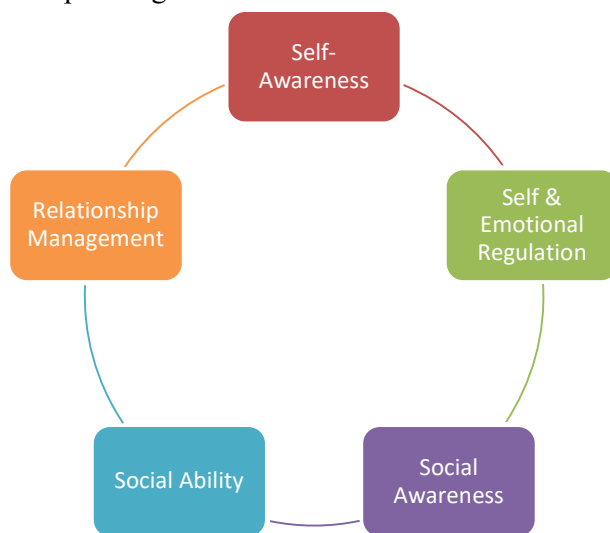 Self-
Awareness
Self &
Emotional
Regulation
Social
Awareness
Social Ability
Relationship
Management